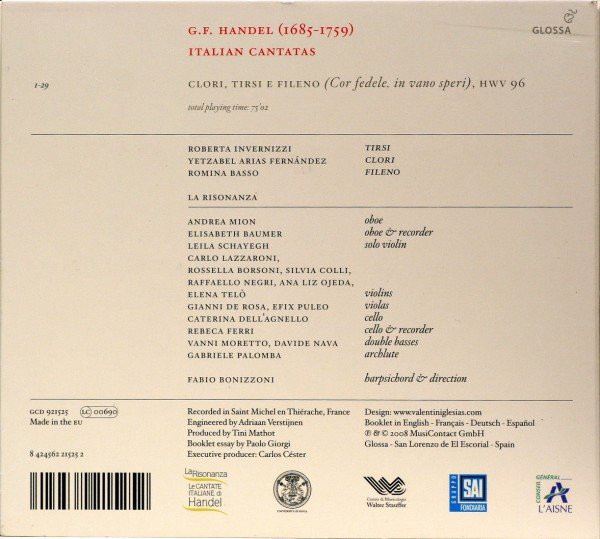 G.F. HANDEL (1685-1759)
ITALIAN CANTATAS
GLOSSA
1-29
CLORI, TIRSI E FILENO (Cor fedele, in vano speri), HWV 96
total playing time: 75'02
ROBERTA INVERNIZZI TIRSI
YETZABEL ARIAS FERNÁNDEZ CLORI
ROMINA BASSO FILENO
LA RISONANZA
ANDREA MION oboe
ELISABETH BAUMER oboe & recorder
LEILA SCHAYEGH solo violin
CARLO LAZZARONI,
ROSSELLA BORSONI, SILVIA COLLI,
RAFFAELLO NEGRI, ANA LIZ OJEDA,
ELENA TELÒ violins
GIANNI DE ROSA, EFIX PULEO violas
CATERINA DELL'AGNELLO cello
REBECA FERRI cello & recorder
VANNI MORETTO, DAVIDE NAVA double basses
GABRIELE PALOMBA archlute
FABIO BONIZZONI harpsichord & direction
GCD 921525 LC 00690
Made in the EU
8 424562 21525 2
Recorded in Saint Michel en Thiérache, France
Engineered by Adriaan Verstijnen
Produced by Tini Mathot
Booklet essay by Paolo Giorgi
Executive producer: Carlos Céster
Design: www.valentiniglesias.com
Booklet in English - Français - Deutsch - Español
℗ & © 2008 MusiContact GmbH
Glossa - San Lorenzo de El Escorial - Spain
La Risonanza
Le CANTATE
ITALIANE DI
Handel
Centro di Musicologia
Walter Stauffer
GRUPPO
SAI
FONDIARIA
CONSEIL
GÉNÉRAL
L'AISNE